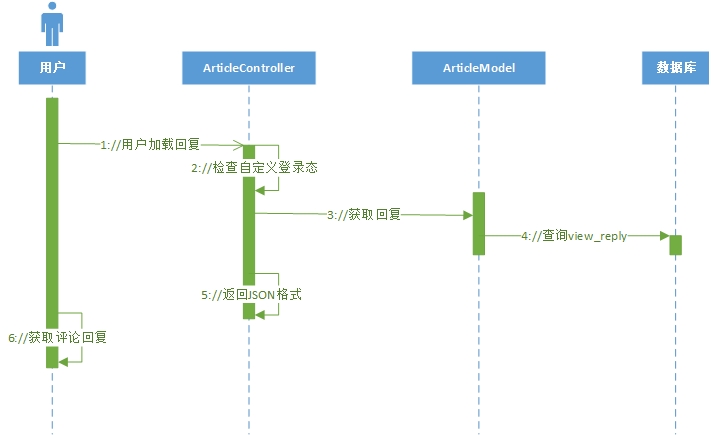 用户
ArticleController
ArticleModel
数据库
1://用户加载回复
2://检查自定义登录态
3://获取回复
4://查询view_reply
5://返回JSON格式
6://获取评论回复